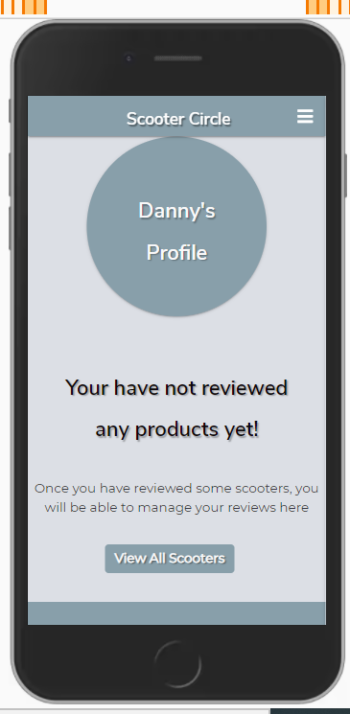 Scooter Circle
Danny's
Profile
Your have not reviewed
any products yet!
Once you have reviewed some scooters, you
will be able to manage your reviews here
View All Scooters